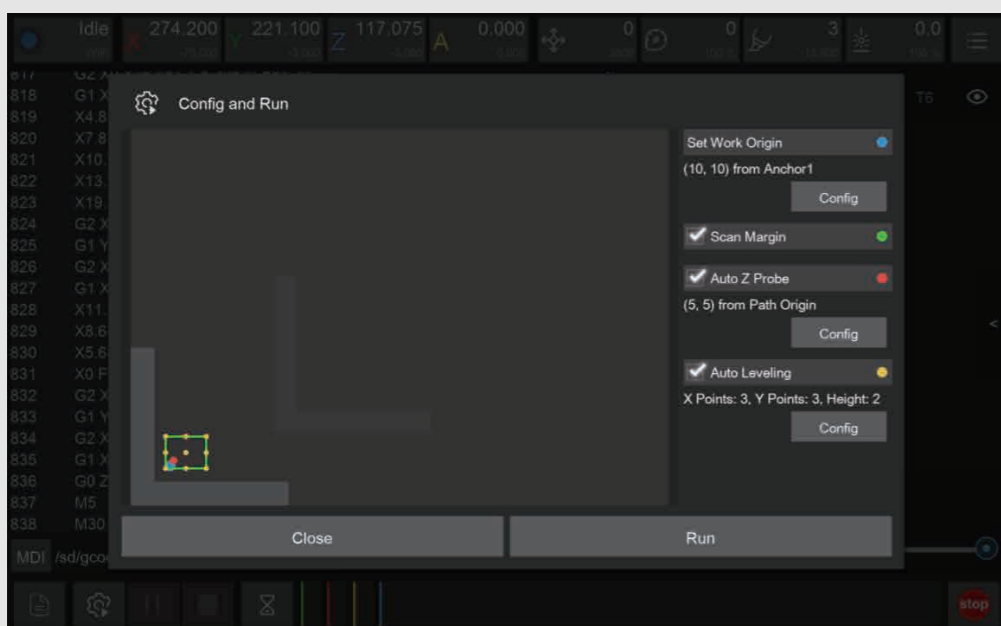 Idle 274.200 221.100 117.075 0.000 0 0 3 0.0
X Y Z A
817 G2 X
818 G1 X
819 X4.8
820 X7.8
821 X10.
822 X13.
823 X19.
824 G2 X
825 G1 Y
826 G2 X
827 G1 X
828 X11.
829 X8.6
830 X5.6
831 X0 F
832 G2 X
833 G1 Y
834 G2 X
835 G1 X
836 G0 Z
837 M5
838 M30
T6
Config and Run
Set Work Origin
(10, 10) from Anchor1
Config
Scan Margin
Auto Z Probe
(5, 5) from Path Origin
Config
Auto Leveling
X Points: 3, Y Points: 3, Height: 2
Config
Close Run
MDI /sd/gco
stop